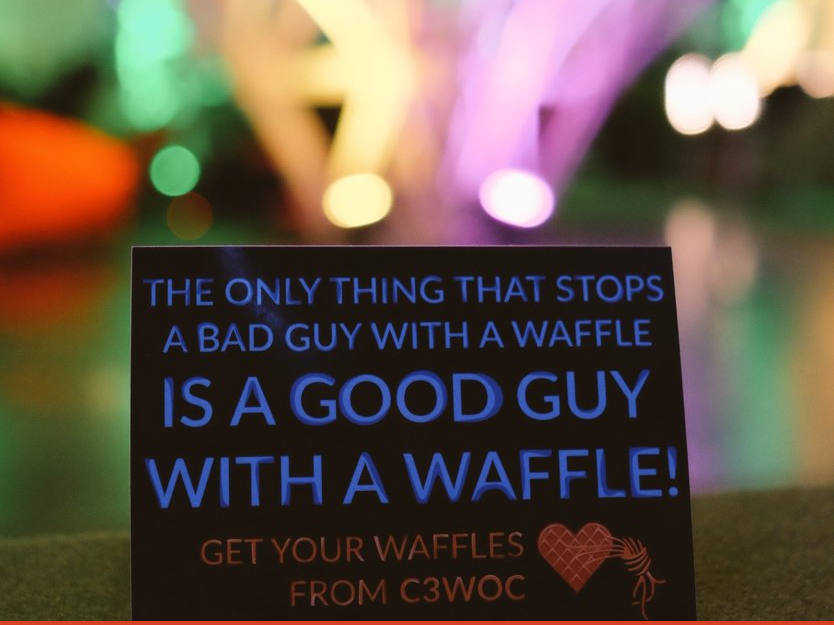 THE ONLY THING THAT STOPS
A BAD GUY WITH A WAFFLE
IS A GOOD GUY
WITH A WAFFLE!
GET YOUR WAFFLES
FROM C3WOC